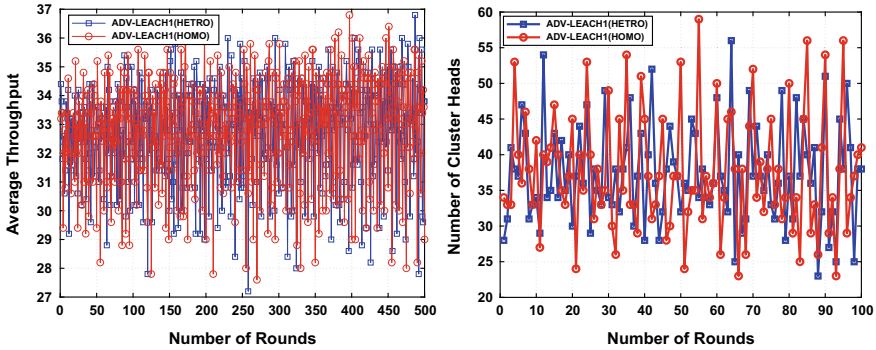 37
36
35
34
33
32
31
30
29
28
27
Average Throughput
ADV-LEACH1(HETRO)
ADV-LEACH1(HOMO)
0 50 100 150 200 250 300 350 400 450 500
Number of Rounds
60
55
50
45
40
35
30
25
20
Number of Cluster Heads
ADV-LEACH1(HETRO)
ADV-LEACH1(HOMO)
0 10 20 30 40 50 60 70 80 90 100
Number of Rounds